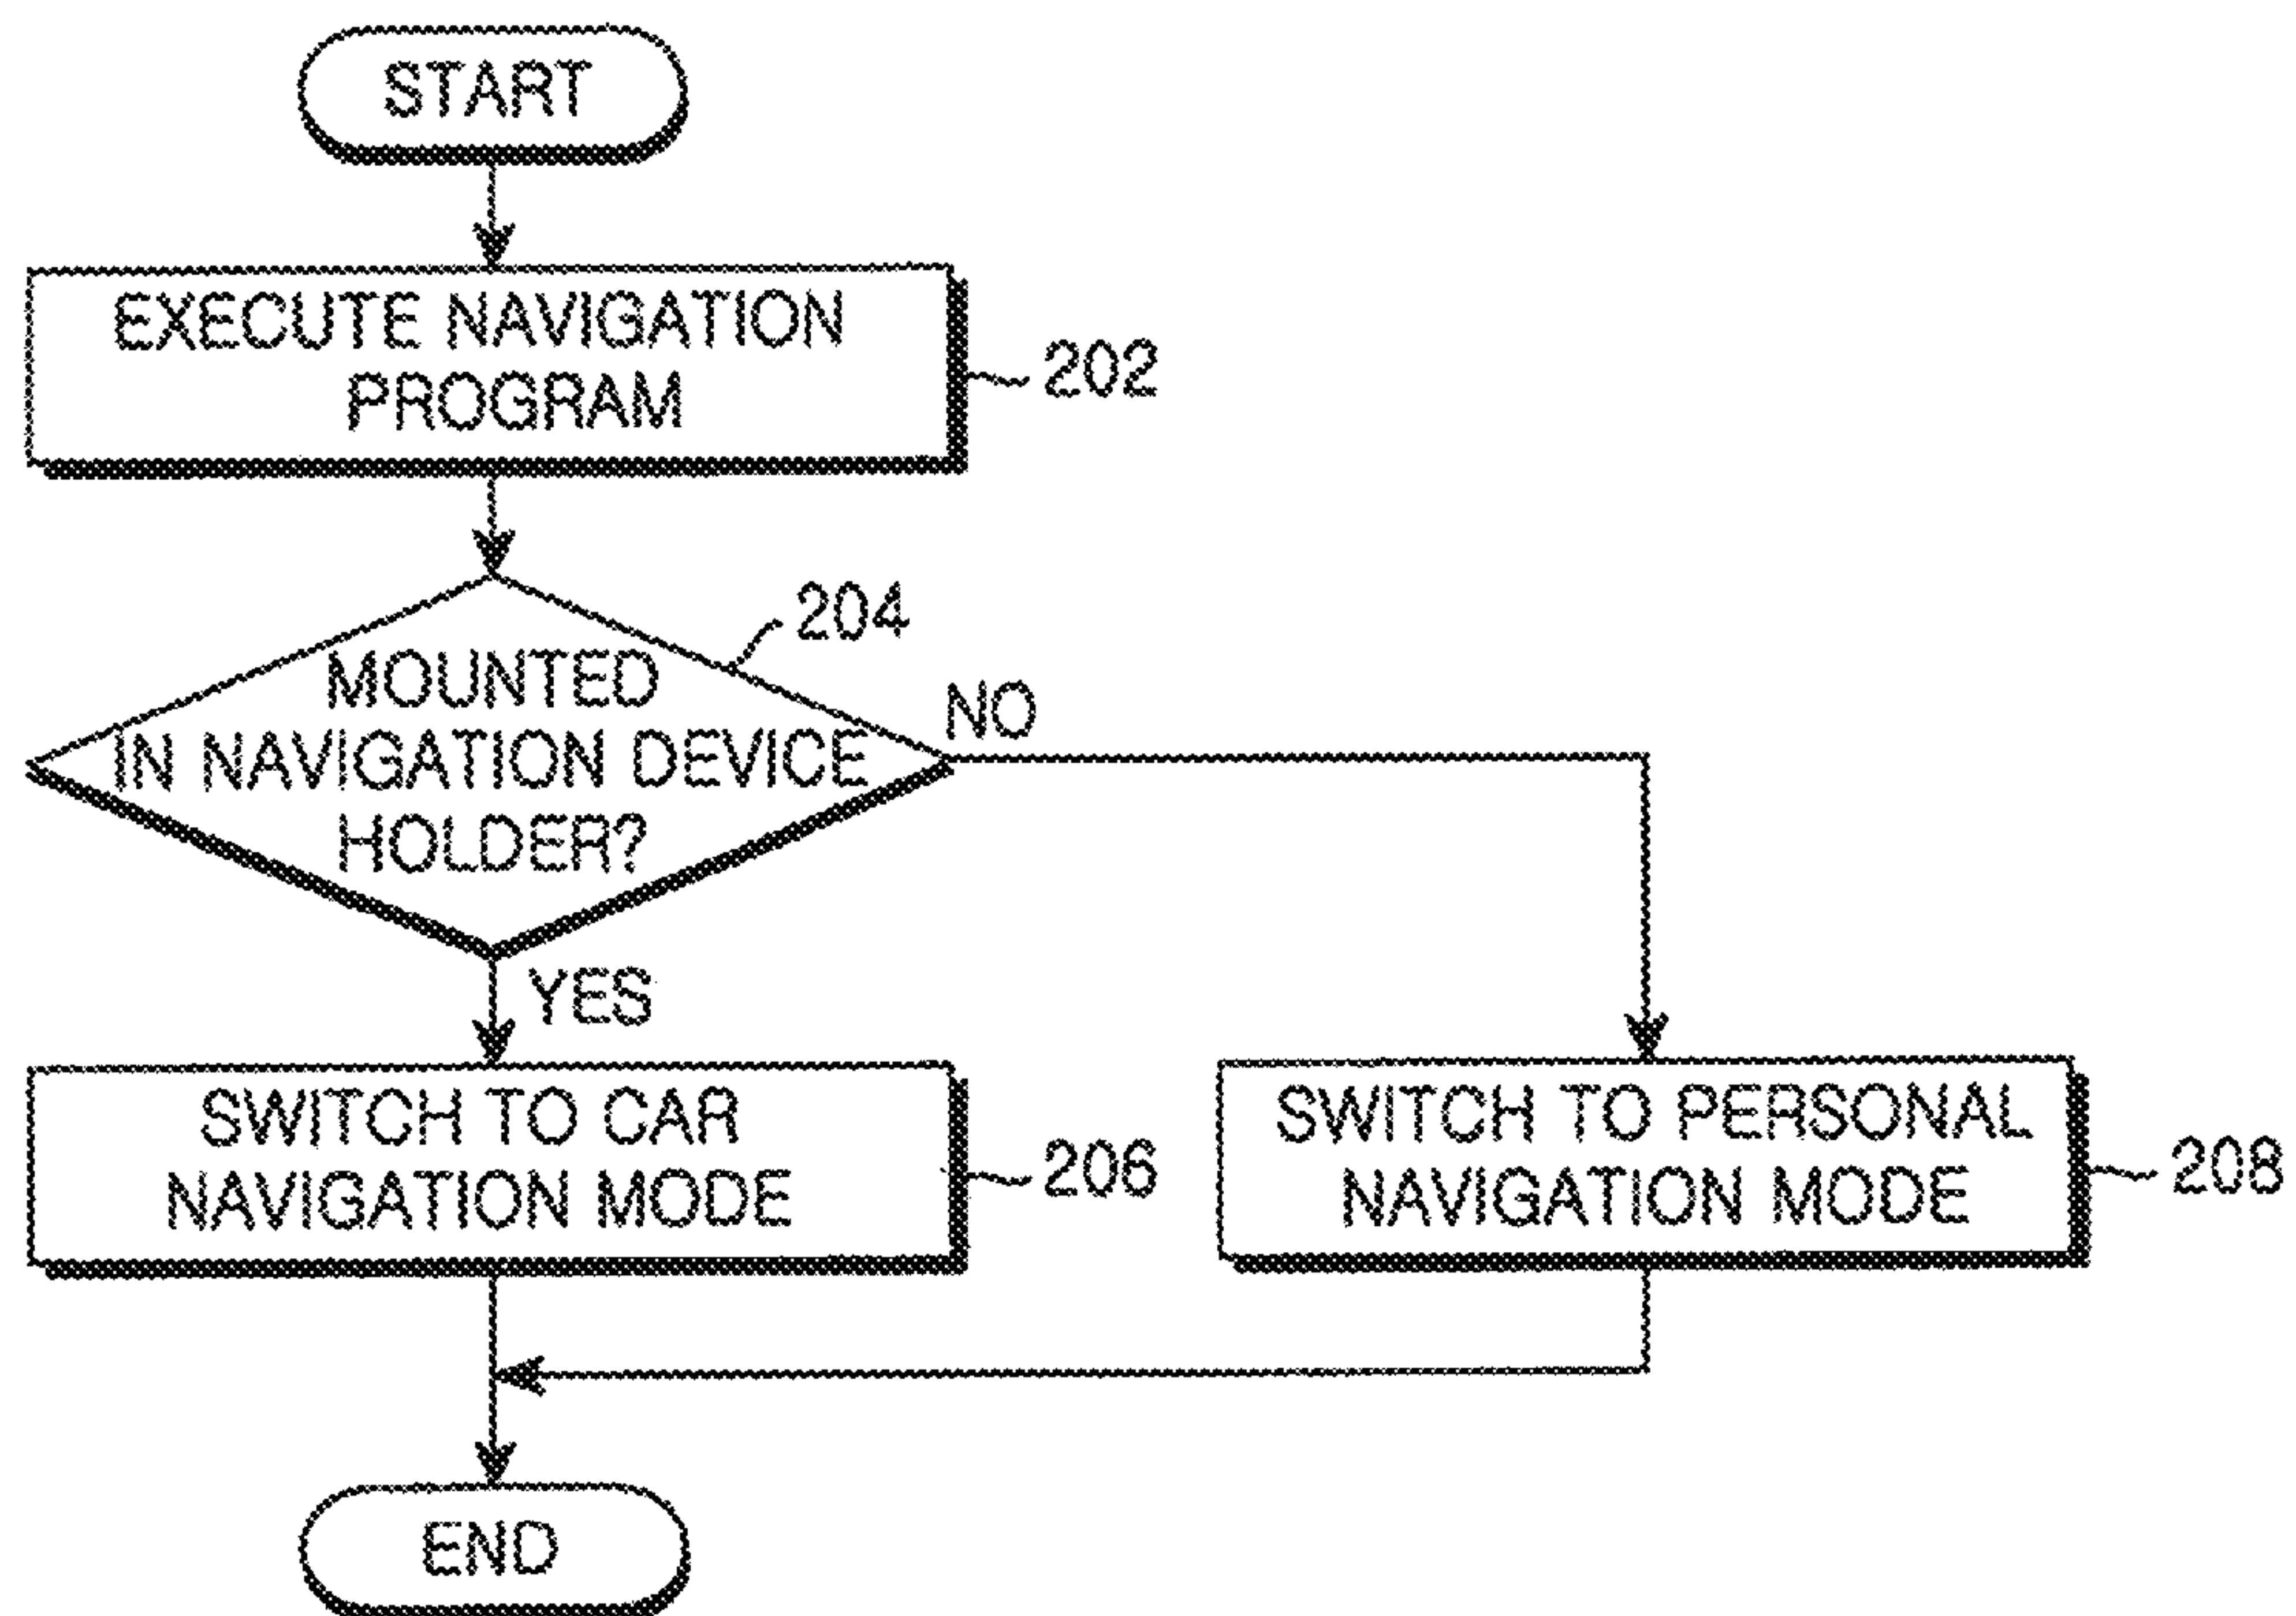 START
EXECUTE NAVIGATION
PROGRAM
202
204
MOUNTED
IN NAVIGATION DEVICE
HOLDER?
NO
YES
SWITCH TO CAR
NAVIGATION MODE
206
SWITCH TO PERSONAL
NAVIGATION MODE
208
END